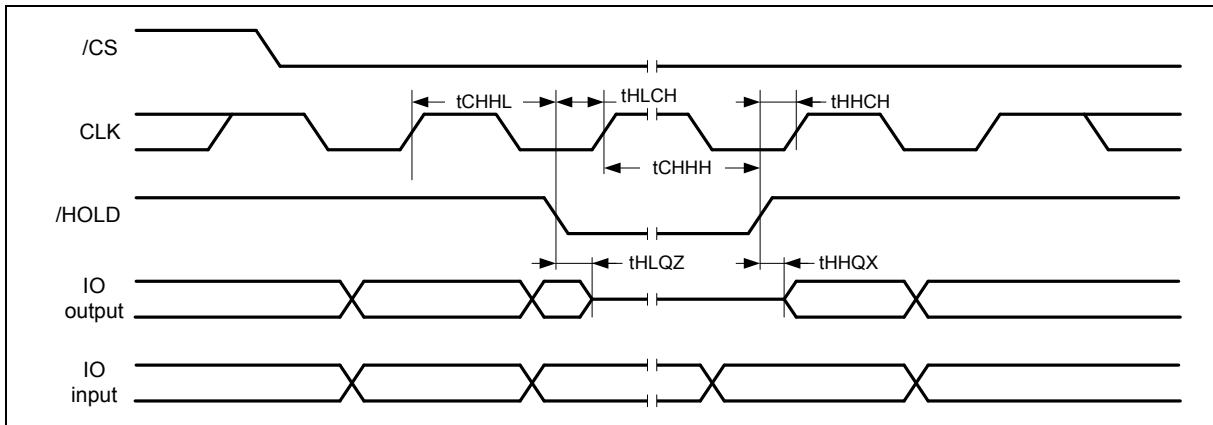 /CS
tCHHL
tHLCH
tHHCH
CLK
tCHHH
/HOLD
tHLQZ
tHHQX
IO
output
IO
input